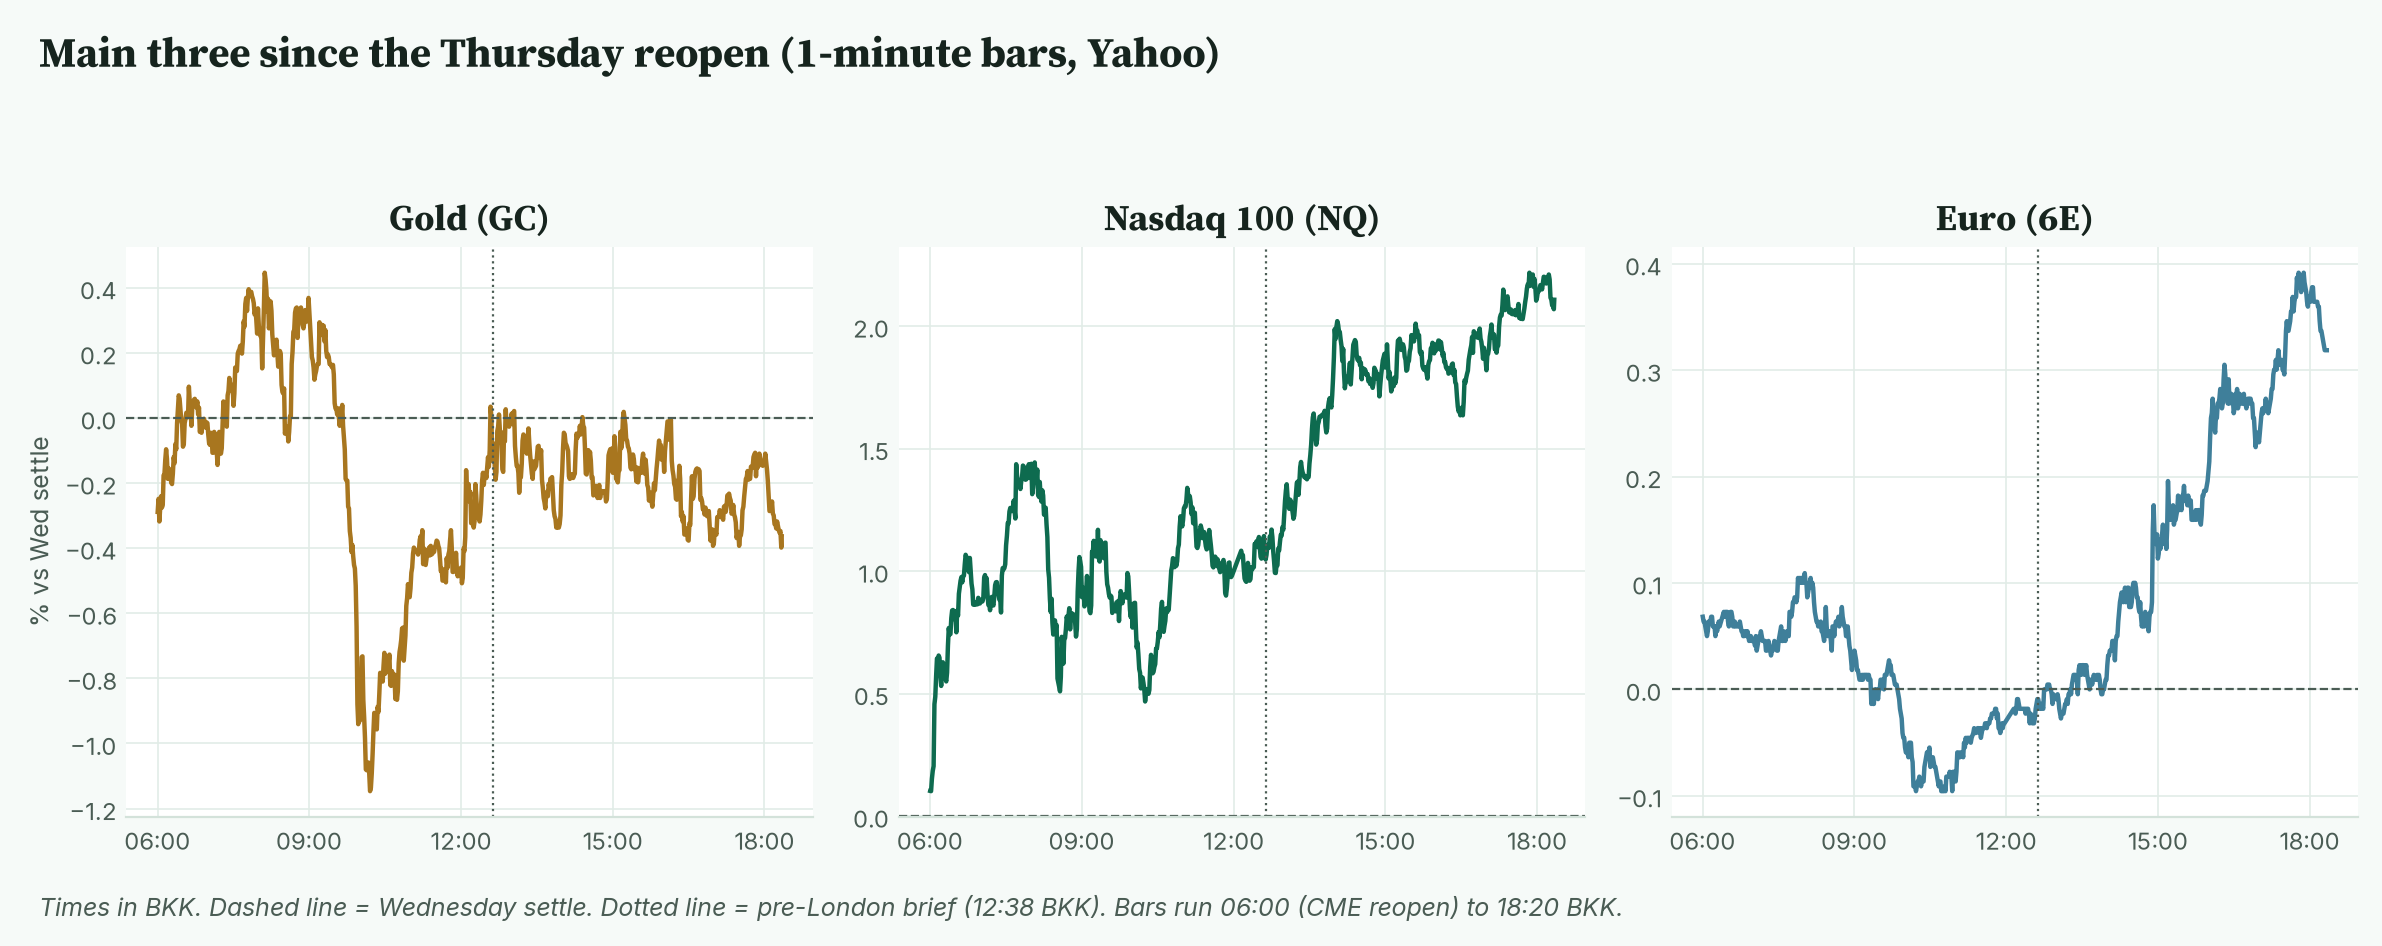 Main three since the Thursday reopen (1-minute bars, Yahoo)
Gold (GC)
% vs Wed settle
0.4
0.2
0.0
−0.2
−0.4
−0.6
−0.8
−1.0
−1.2
06:00 09:00 12:00 15:00 18:00
Nasdaq 100 (NQ)
2.0
1.5
1.0
0.5
0.0
06:00 09:00 12:00 15:00 18:00
Euro (6E)
0.4
0.3
0.2
0.1
0.0
−0.1
06:00 09:00 12:00 15:00 18:00
Times in BKK. Dashed line = Wednesday settle. Dotted line = pre-London brief (12:38 BKK). Bars run 06:00 (CME reopen) to 18:20 BKK.